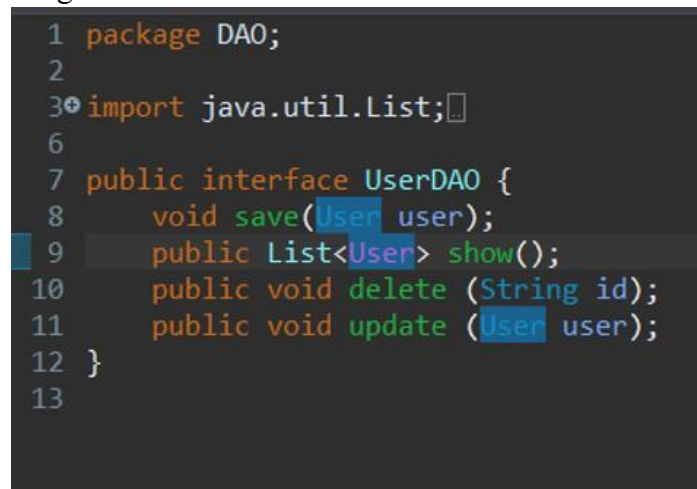 1 package DAO;
2
3 import java.util.List;
6
7 public interface UserDAO {
8     void save(User user);
9     public List<User> show();
10     public void delete (String id);
11     public void update (User user);
12 }
13